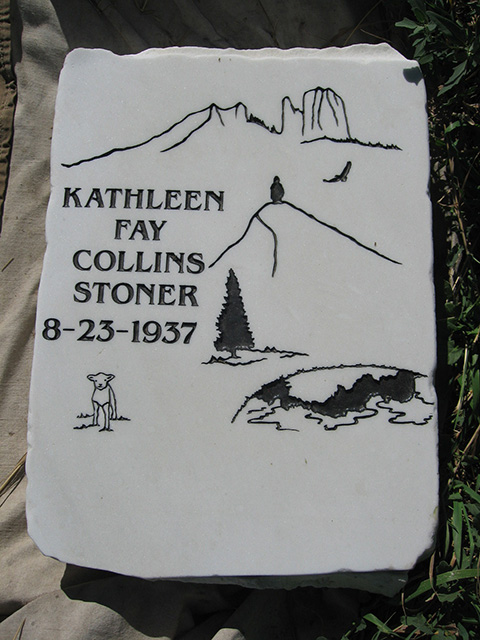 KATHLEEN
FAY
COLLINS
STONER
8-23-1937